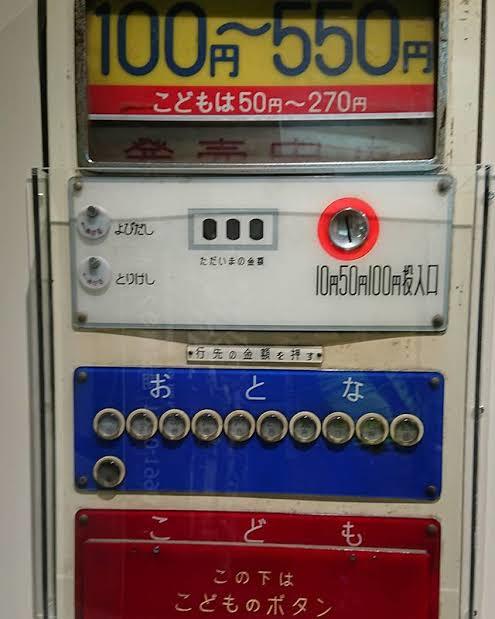 100円～550円
こどもは50円～270円
発売中
よびだし
ただいまの金額
とりけし
10円50円100円投入口
行先の金額を押す
おとな
こども
この下は
こどものボタン